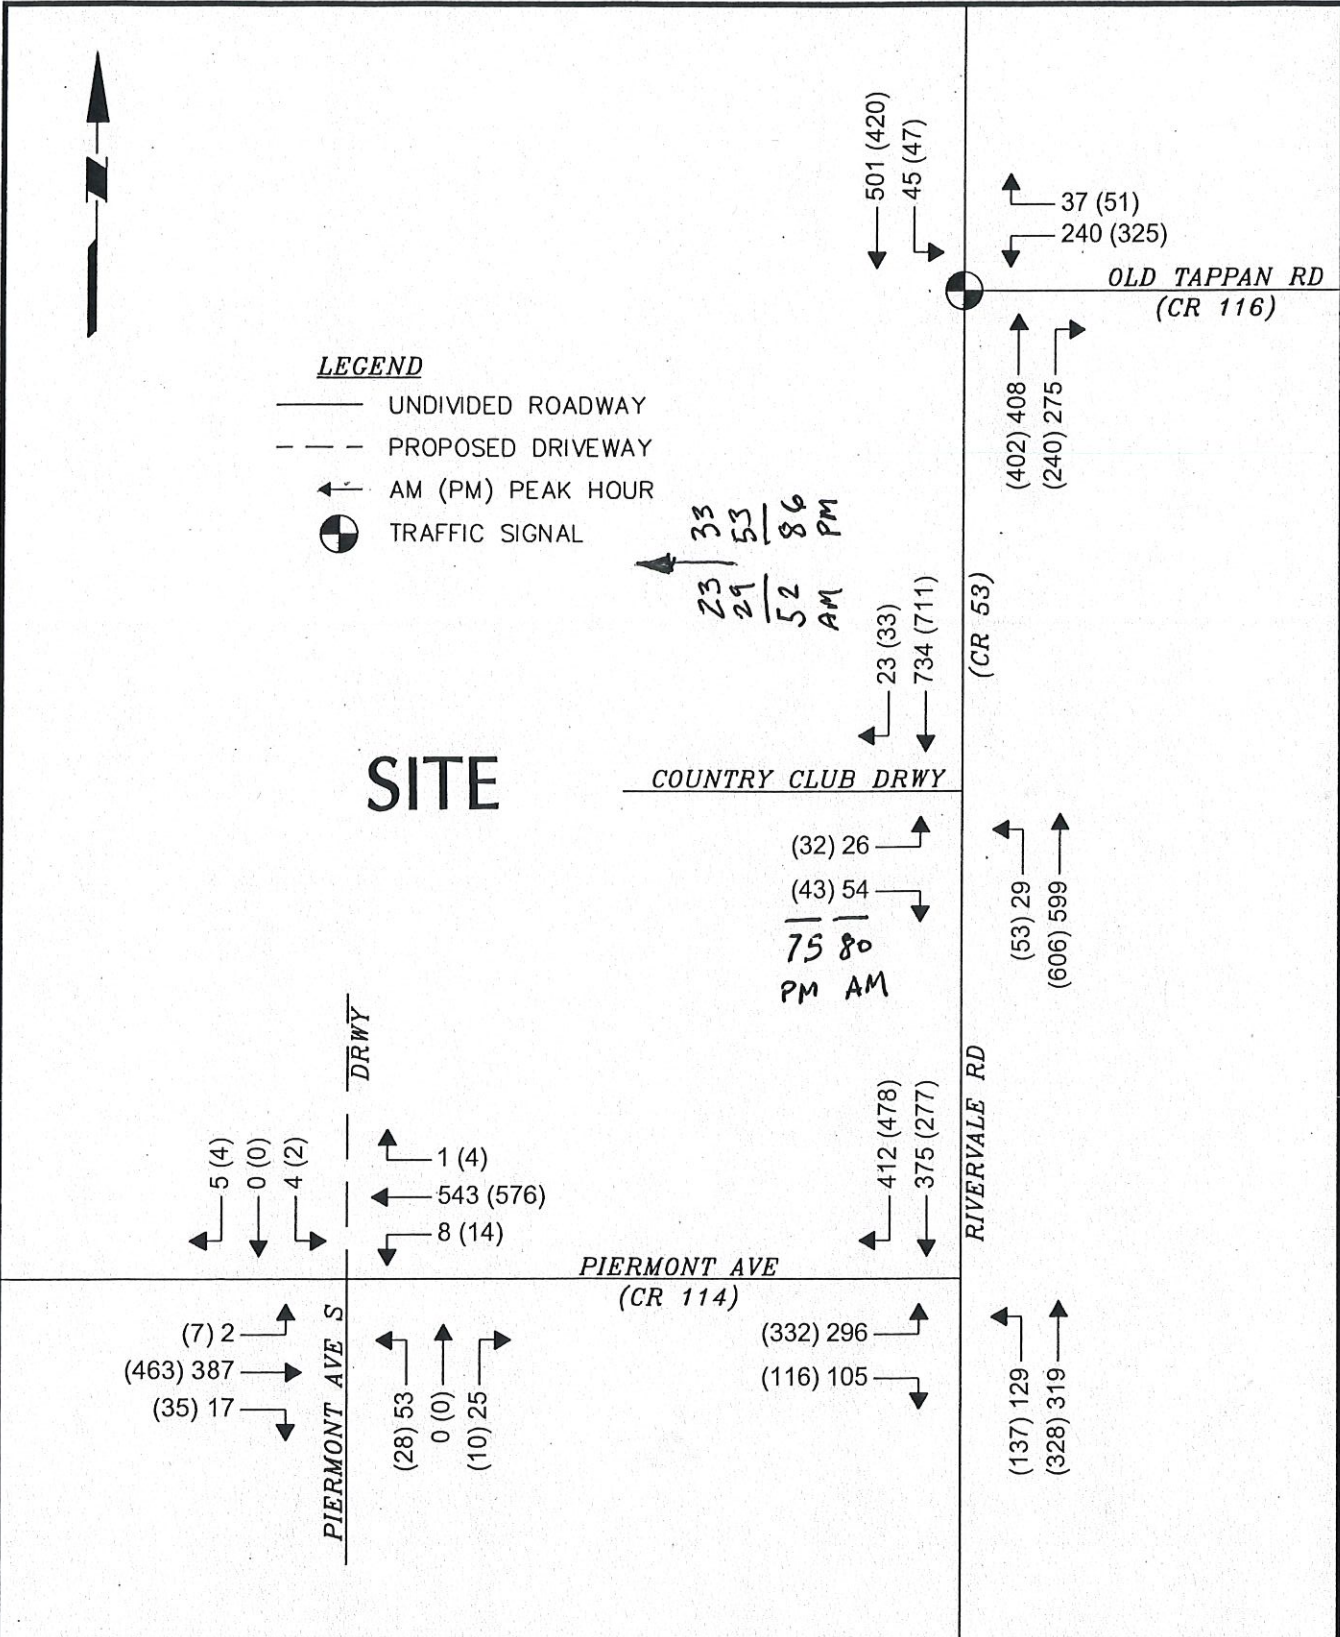 501 (420)
45 (47)
37 (51)
240 (325)
OLD TAPPAN RD
(CR 116)
(402) 408
(240) 275
LEGEND
UNDIVIDED ROADWAY
PROPOSED DRIVEWAY
AM (PM) PEAK HOUR
TRAFFIC SIGNAL
33
53
86
PM
23
29
52
AM
23 (33)
734 (711)
(CR 53)
SITE
COUNTRY CLUB DRWY
(32) 26
(43) 54
75 80
PM AM
(53) 29
(606) 599
DRWY
5 (4)
0 (0)
4 (2)
1 (4)
543 (576)
8 (14)
412 (478)
375 (277)
RIVERVALE RD
PIERMONT AVE
(CR 114)
(7) 2
(463) 387
(35) 17
PIERMONT AVE S
(28) 53
0 (0)
(10) 25
(332) 296
(116) 105
(137) 129
(328) 319